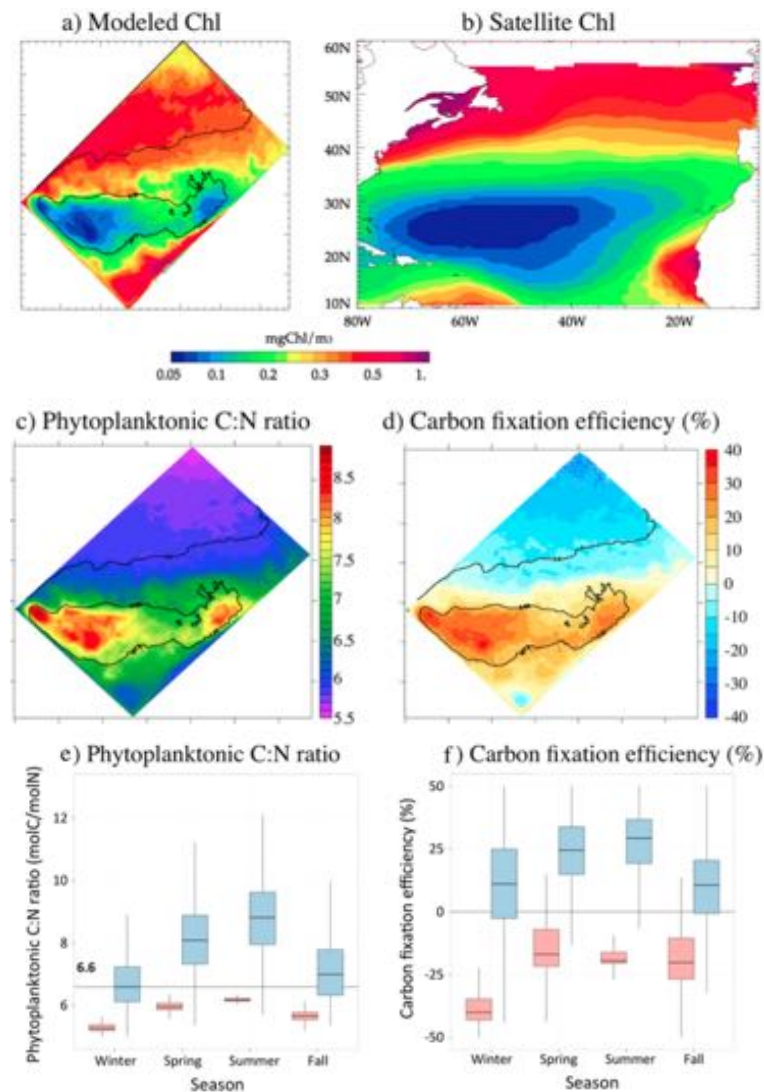 a) Modeled Chl
b) Satellite Chl
60N
50N
40N
30N
20N
10N
80W
60W
40W
20W
mgChl/m3
0.05
0.1
0.2
0.3
0.5
1.
c) Phytoplanktonic C:N ratio
d) Carbon fixation efficiency (%)
8.5
8
7.5
7
6.5
6
5.5
40
30
20
10
0
-10
-20
-30
-40
e) Phytoplanktonic C:N ratio
f) Carbon fixation efficiency (%)
Phytoplanktonic C:N ratio (molC/molN)
12
10
8
6.6
6
Winter
Spring
Summer
Fall
Season
Carbon fixation efficiency (%)
50
25
0
-25
-50
Winter
Spring
Summer
Fall
Season